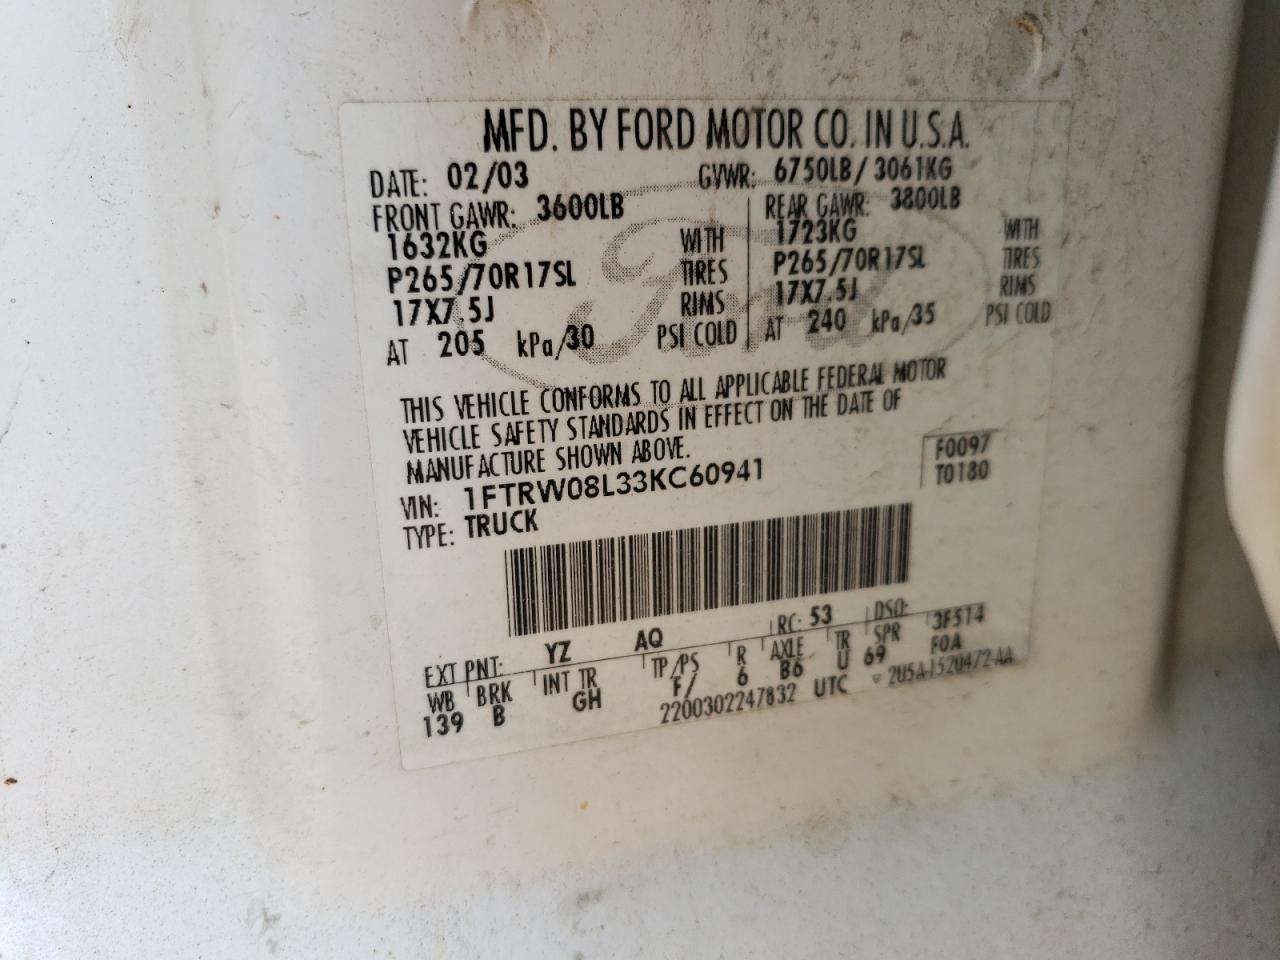 MFD. BY FORD MOTOR CO. IN U.S.A.
DATE: 02/03 GVWR: 6750LB/ 3061KG
FRONT GAWR: 3600LB REAR GAWR: 3800LB
1632KG WITH 1723KG WITH
P265/70R17SL TIRES P265/70R17SL TIRES
17X7.5J RIMS 17X7.5J RIMS
AT 205 kPa/30 PSI COLD AT 240 kPa/35 PSI COLD
Ford
THIS VEHICLE CONFORMS TO ALL APPLICABLE FEDERAL MOTOR
VEHICLE SAFETY STANDARDS IN EFFECT ON THE DATE OF
MANUFACTURE SHOWN ABOVE.
F0097
VIN: 1FTRW08L33KC60941 T0180
TYPE: TRUCK
EXT PNT: YZ AQ RC: 53 DSO: 3F514
WB BRK INT TR TP/PS R AXLE TR SPR F0A
139 B GH F/ 6 B6 U 69
2200302247832 UTC ▿ 2U5A-1520472-AA